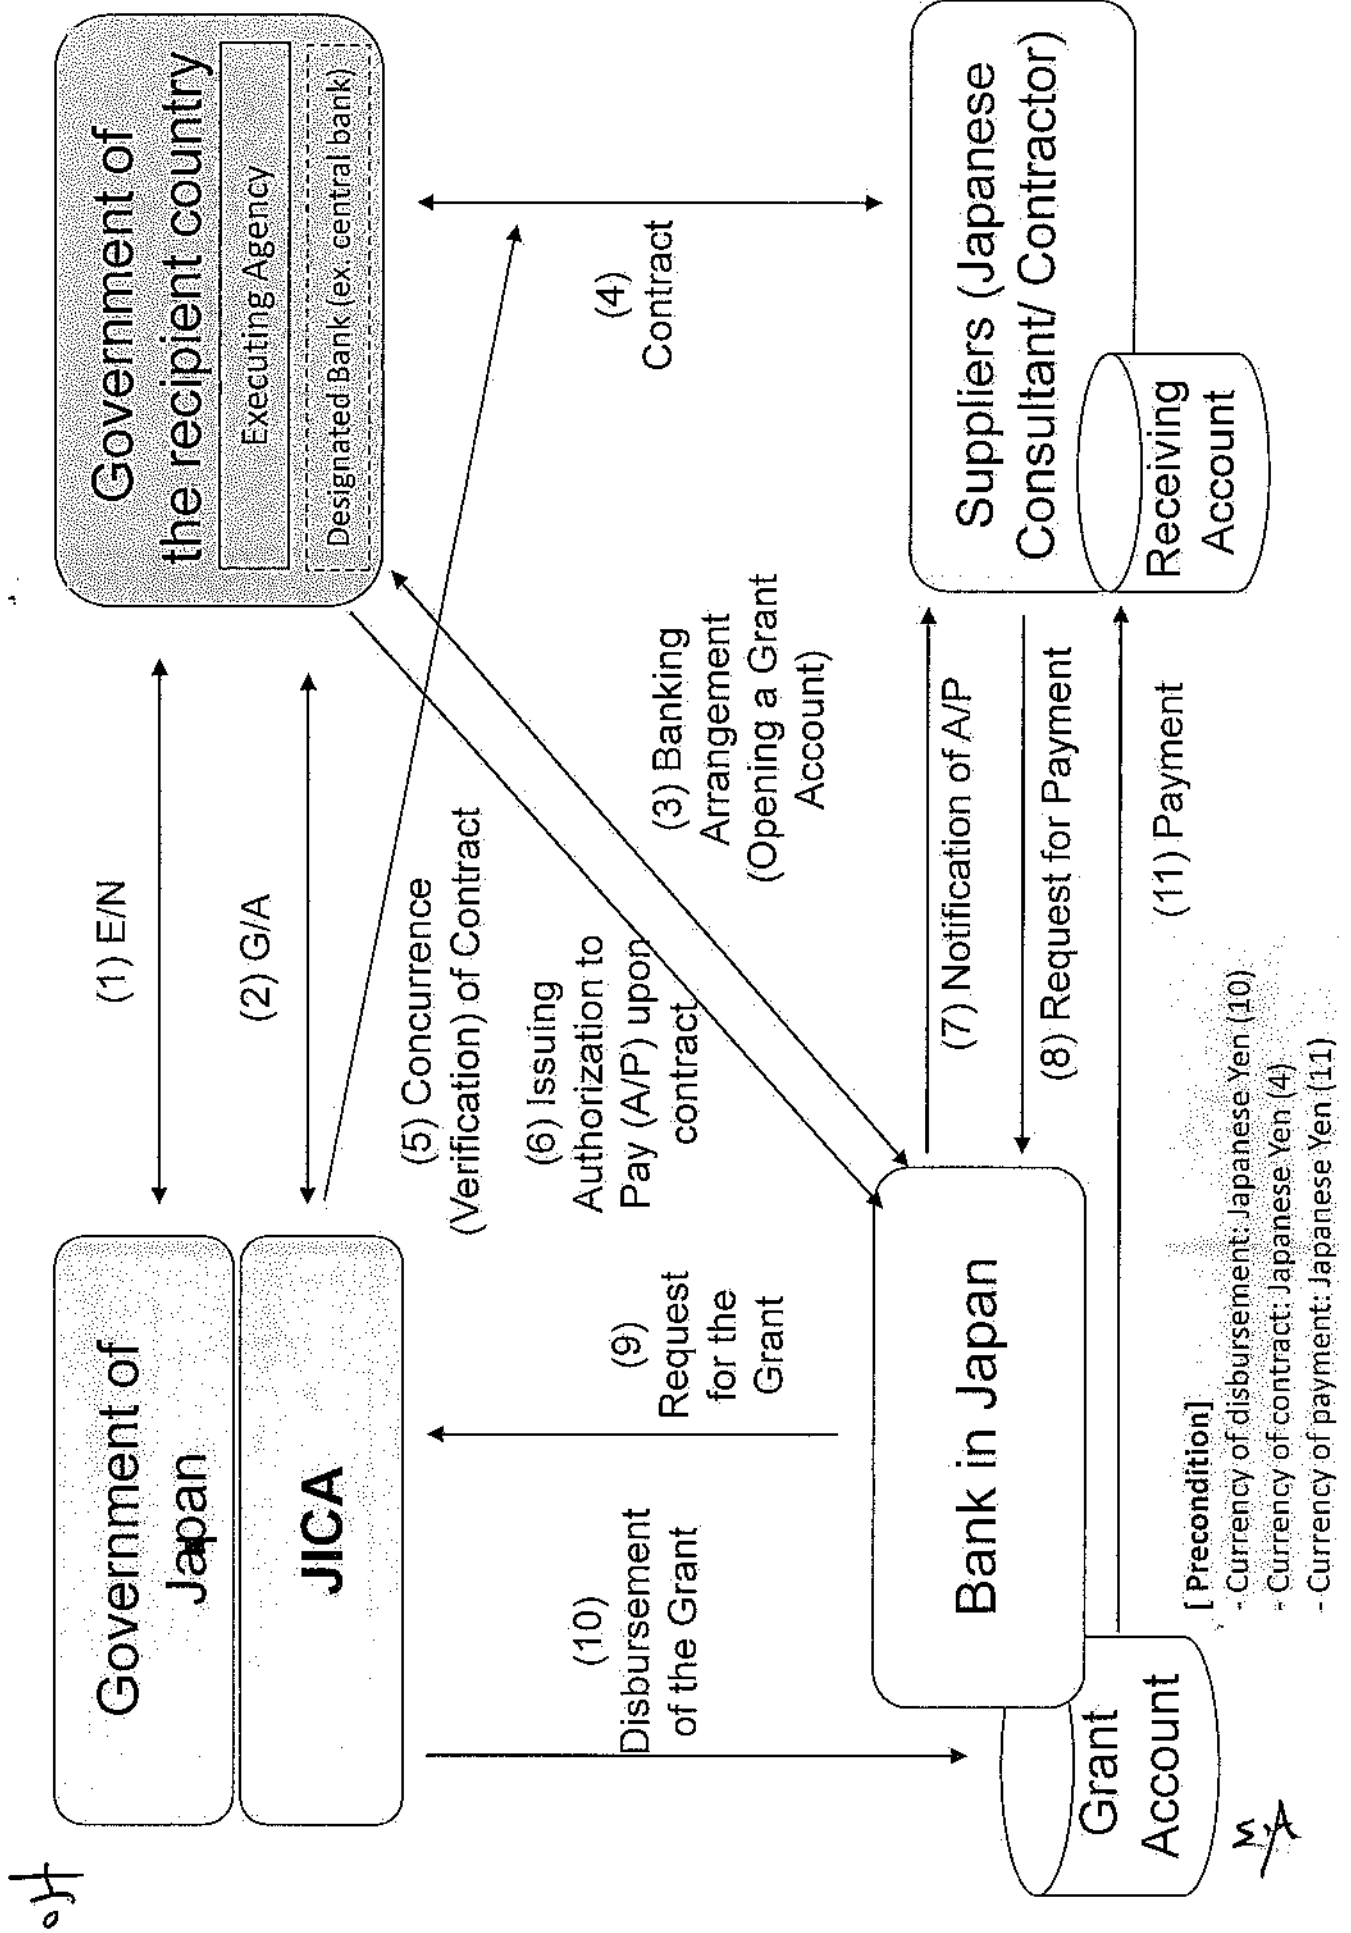 Government of
Japan
JICA
(1) E/N
(2) G/A
Government of
the recipient country
Executing Agency
Designated Bank (ex. central bank)
(5) Concurrence
(Verification) of Contract
(6) Issuing
Authorization to
Pay (A/P) upon
contract
(4)
Contract
(3) Banking
Arrangement
(Opening a Grant
Account)
(9)
Request
for the
Grant
(10)
Disbursement
of the Grant
Bank in Japan
Grant
Account
(7) Notification of A/P
(8) Request for Payment
(11) Payment
Suppliers (Japanese
Consultant/ Contractor)
Receiving
Account
[ Precondition]
- Currency of disbursement: Japanese Yen (10)
- Currency of contract: Japanese Yen (4)
- Currency of payment: Japanese Yen (11)